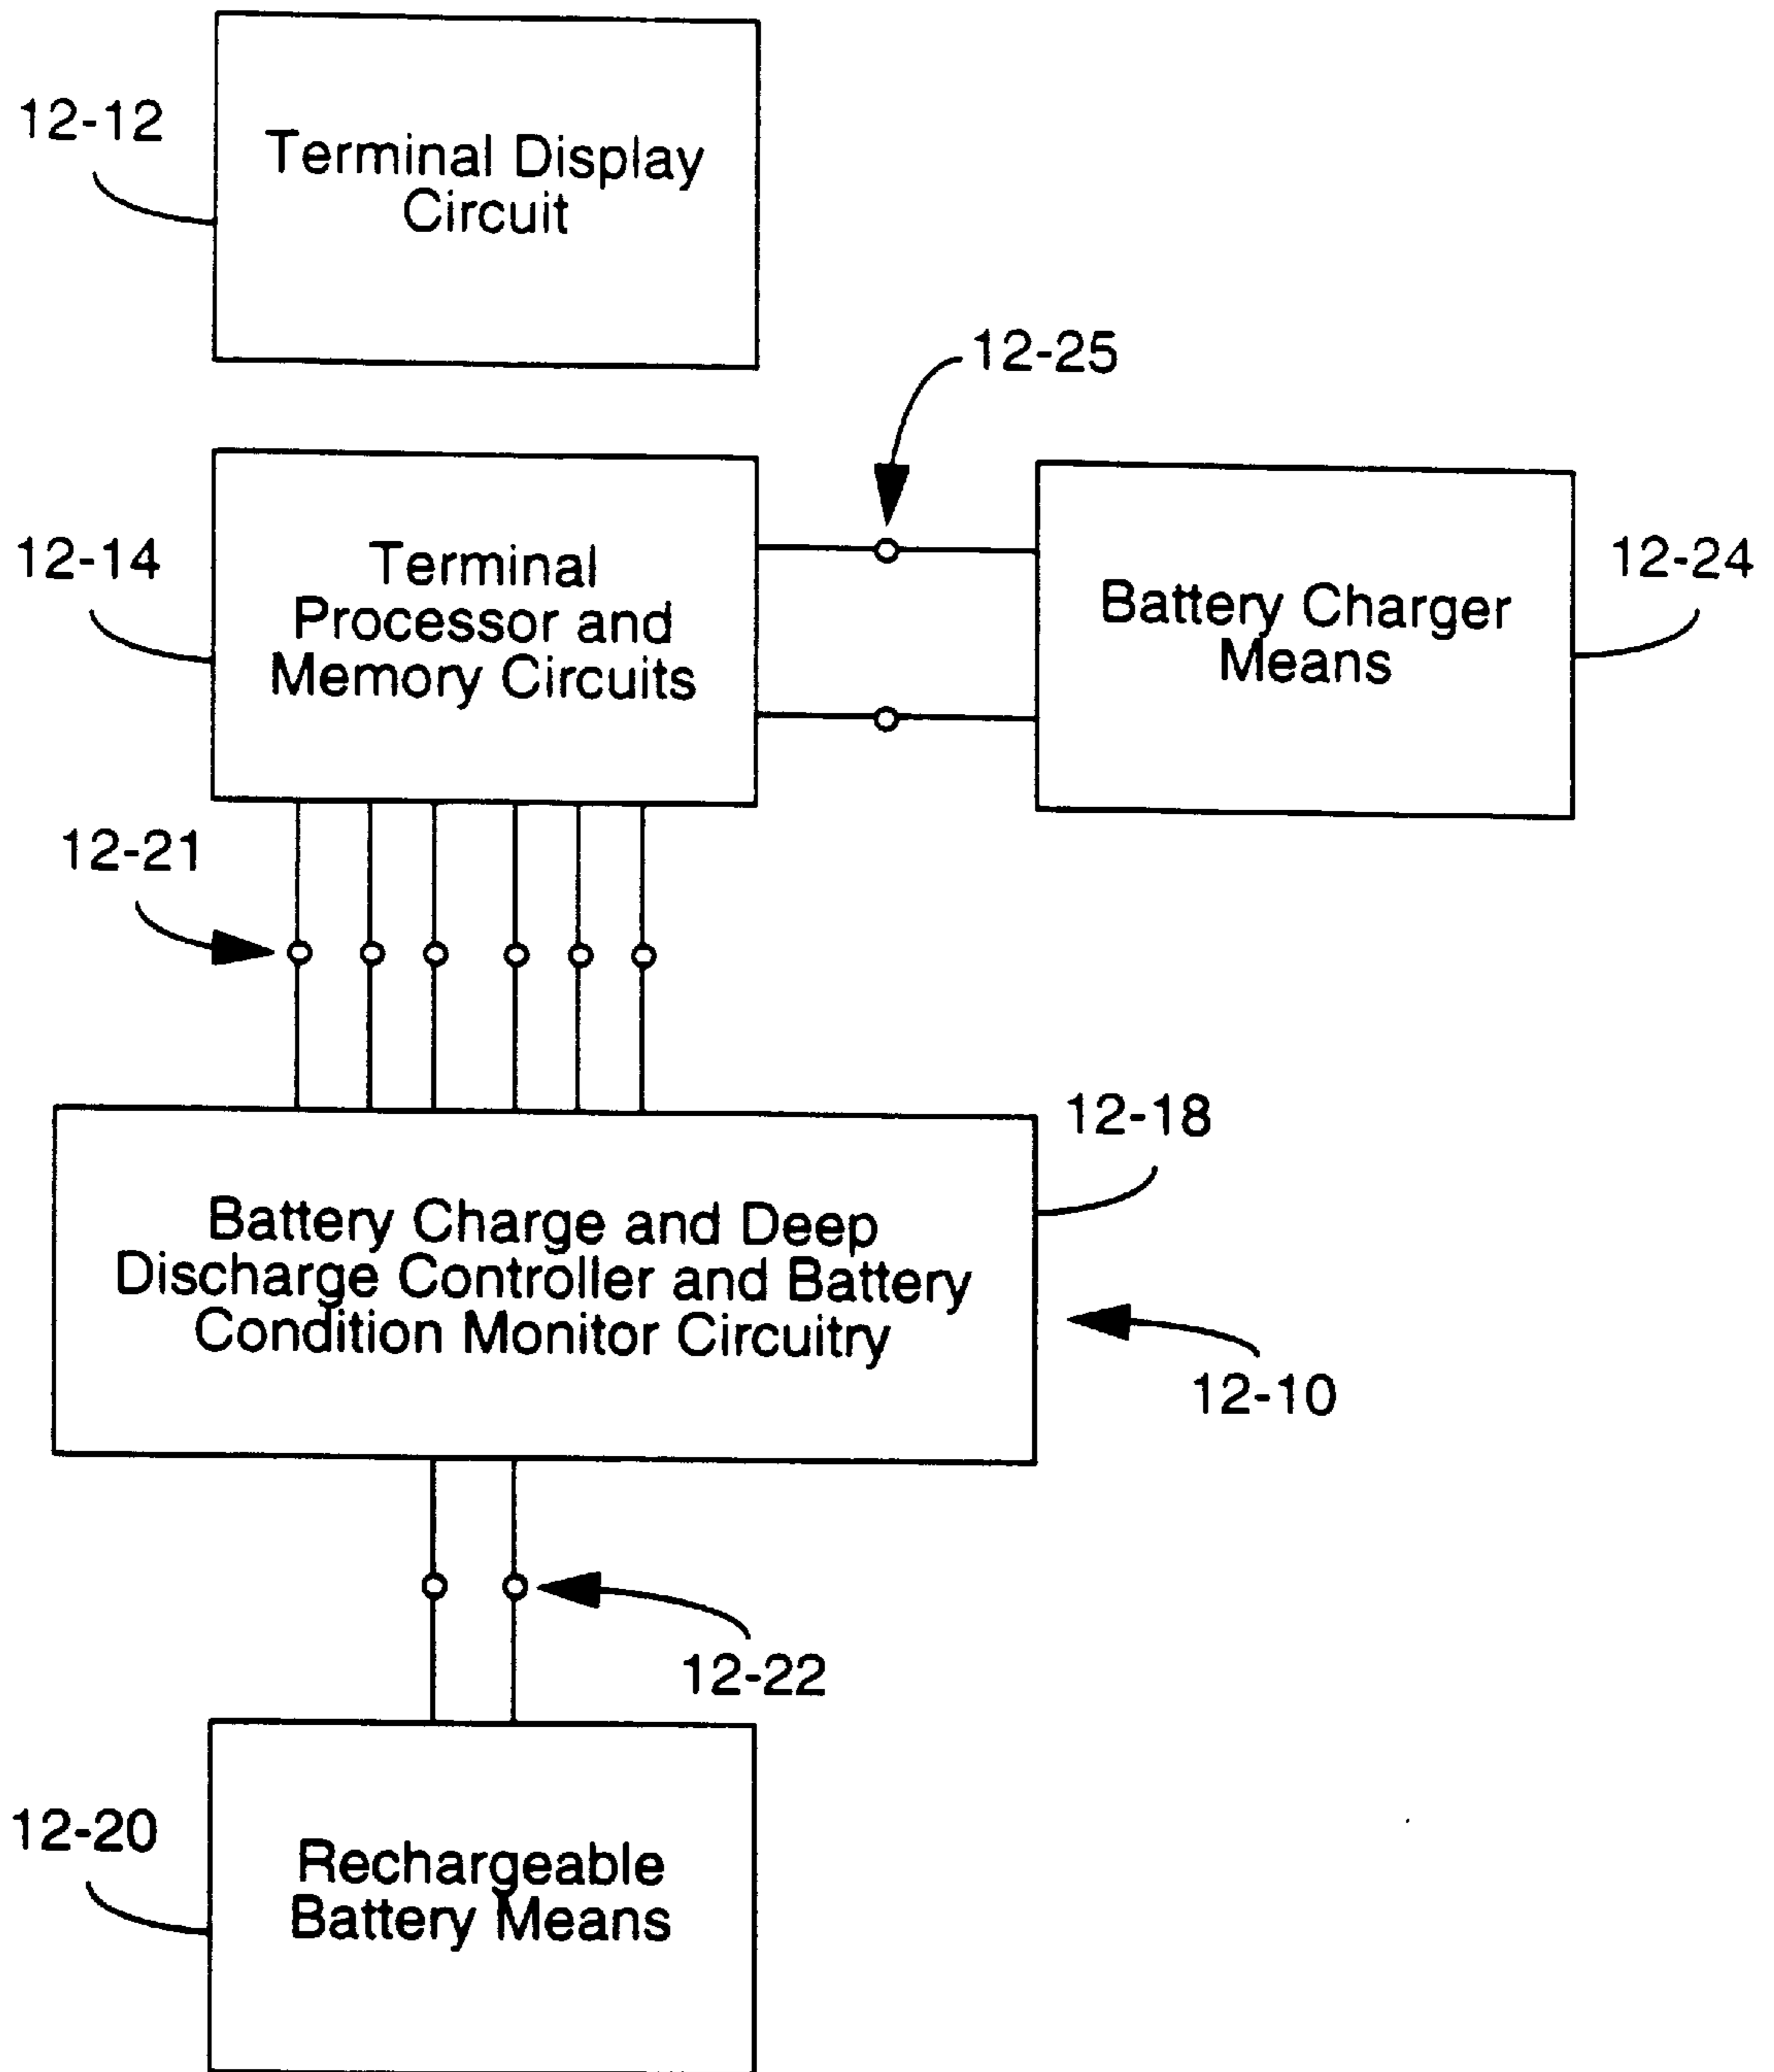 12-12
Terminal Display
Circuit
12-25
12-14
Terminal
Processor and
Memory Circuits
Battery Charger
Means
12-24
12-21
12-18
Battery Charge and Deep
Discharge Controller and Battery
Condition Monitor Circuitry
12-10
12-22
12-20
Rechargeable
Battery Means